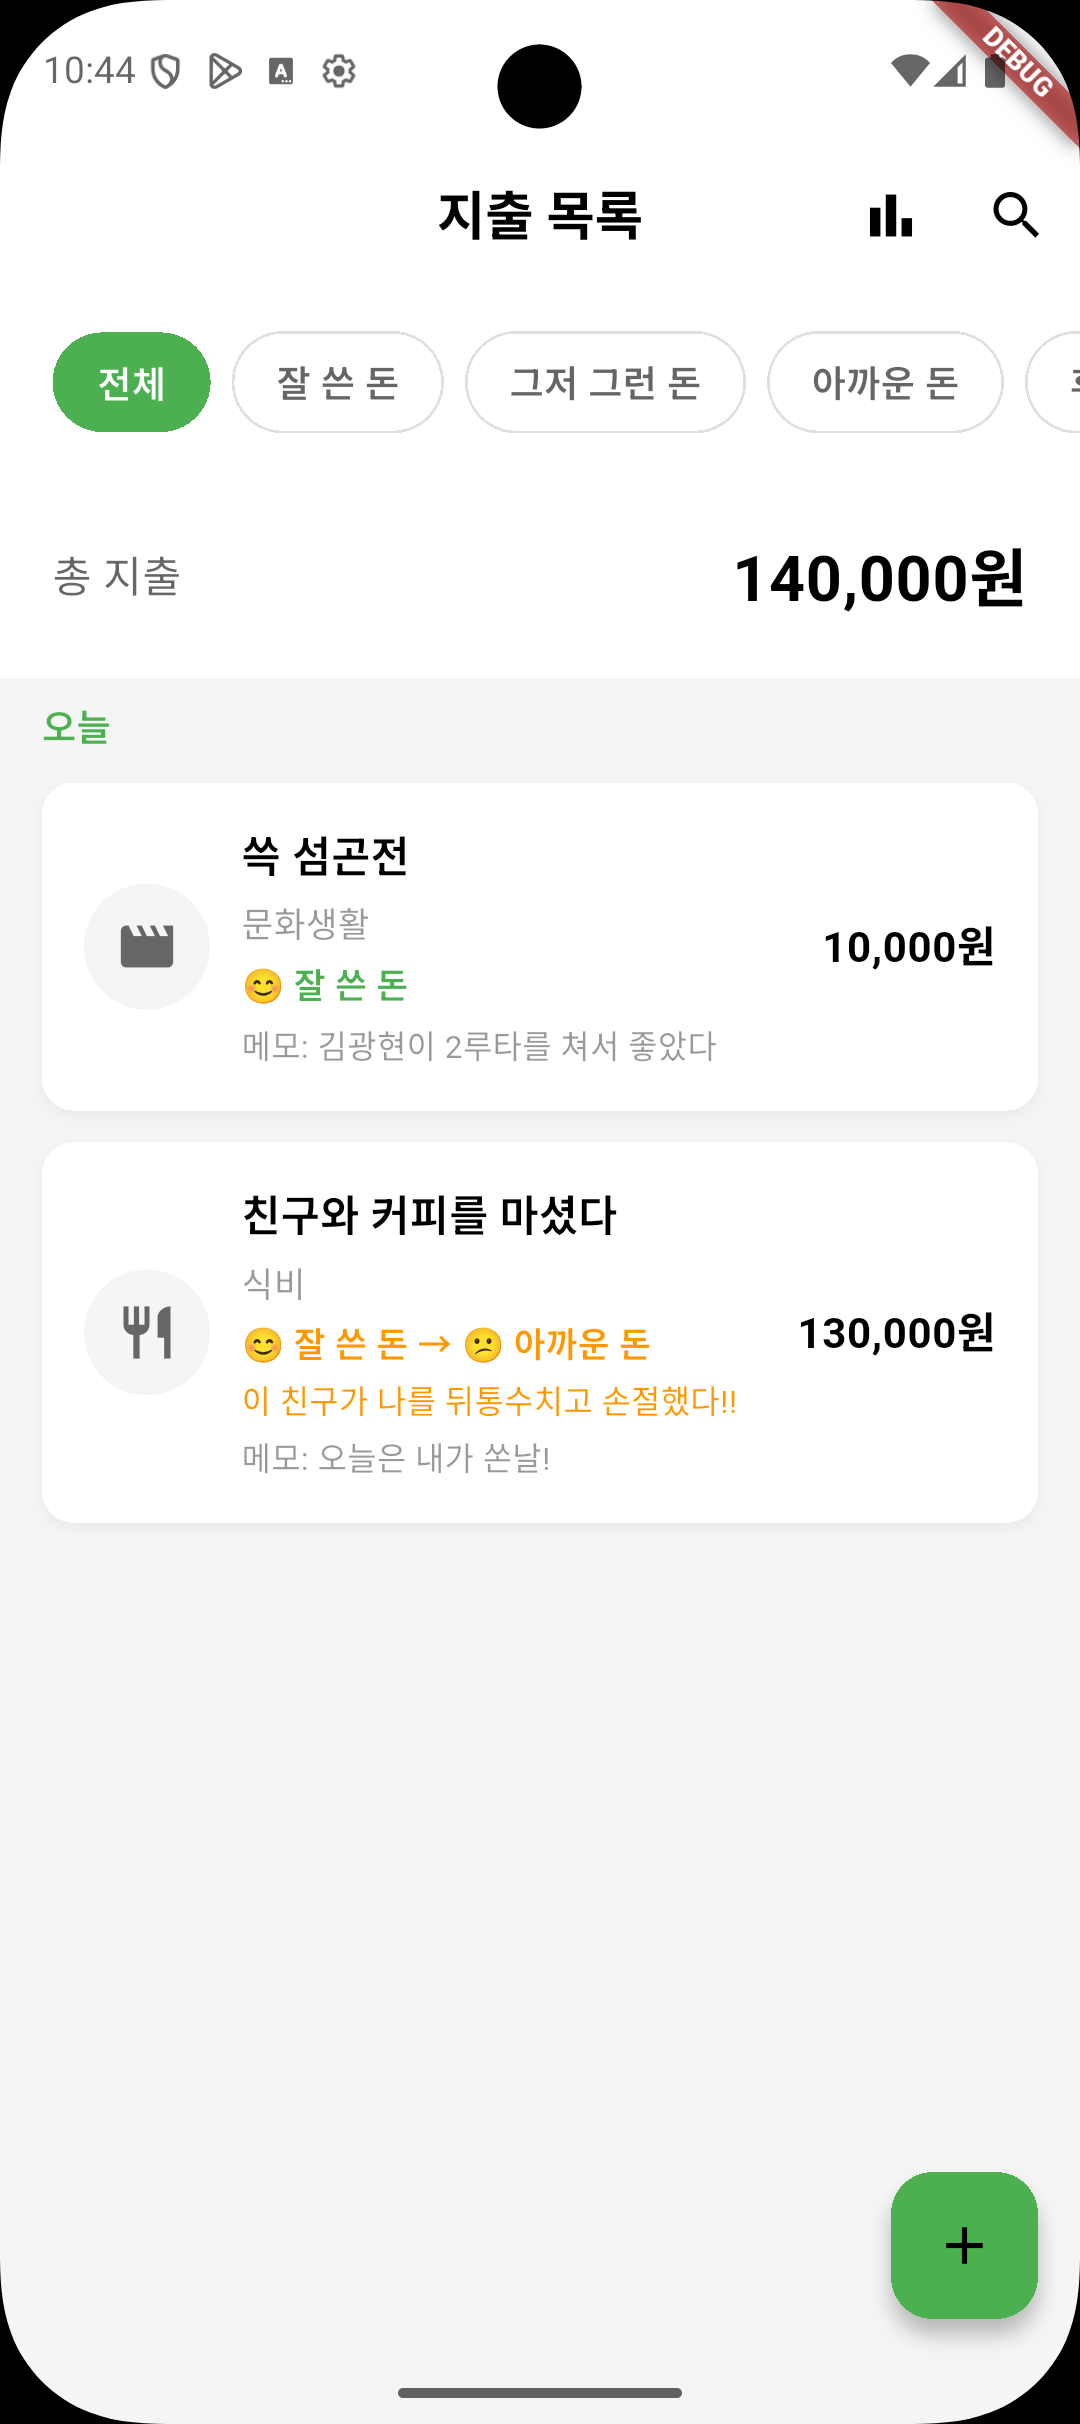 10:44
DEBUG
지출 목록
전체
잘 쓴 돈
그저 그런 돈
아까운 돈
총 지출
140,000원
오늘
쓱 섬곤전
문화생활
😊 잘 쓴 돈
메모: 김광현이 2루타를 쳐서 좋았다
10,000원
친구와 커피를 마셨다
식비
😊 잘 쓴 돈 → 😕 아까운 돈
이 친구가 나를 뒤통수치고 손절했다!!
메모: 오늘은 내가 쏜날!
130,000원